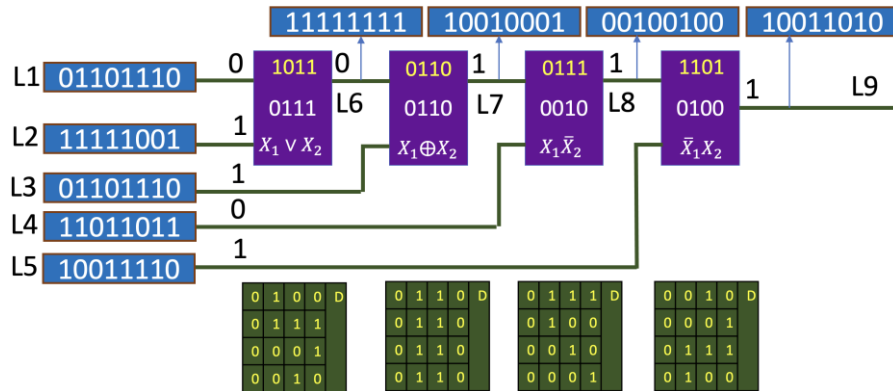 11111111 10010001 00100100 10011010
L1 01101110 0 1011 0 0110 1 0111 1 1101 1 L9
0111 L6 0110 L7 0010 L8 0100
L2 11111001 1 X₁ ∨ X₂ X₁⊕X₂ X₁X̄₂ X̄₁X₂
L3 01101110 1
L4 11011011 0
L5 10011110 1
0 1 0 0 D 0 1 1 0 D 0 1 1 1 D 0 0 1 0 D
0 1 1 1 0 1 1 0 0 1 0 0 0 0 0 1
0 0 0 1 0 1 1 0 0 0 1 0 0 1 1 1
0 0 1 0 0 1 1 0 0 0 0 1 0 1 0 0